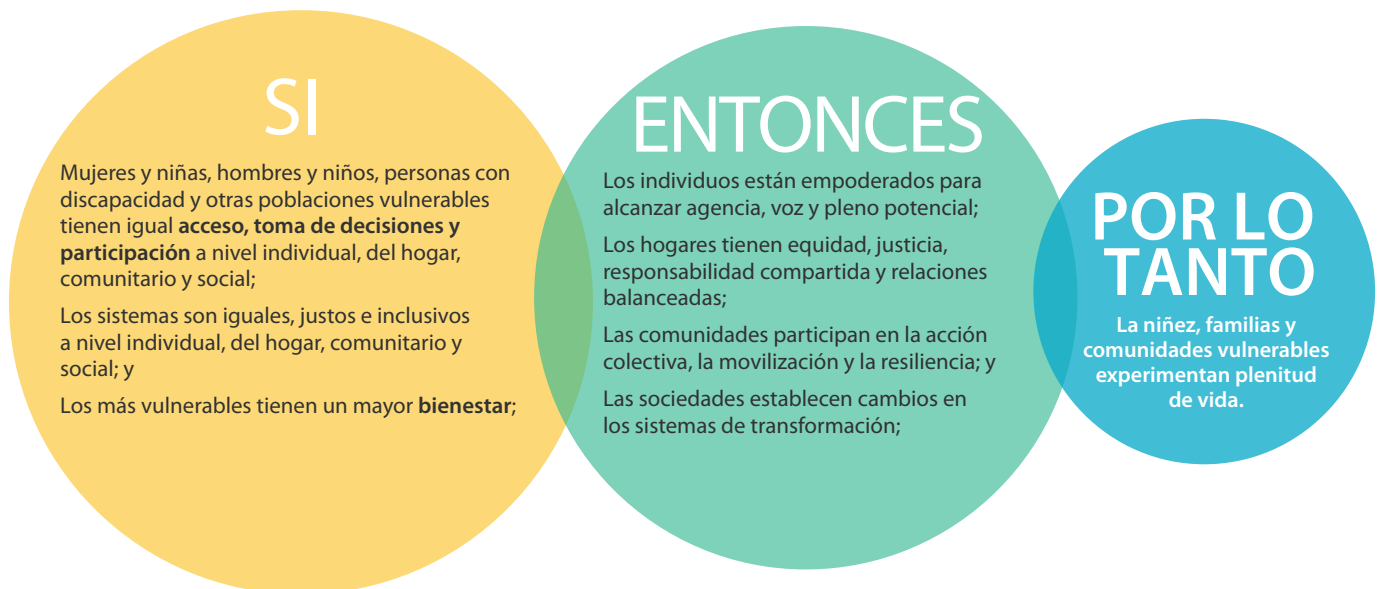 SI
Mujeres y niñas, hombres y niños, personas con
discapacidad y otras poblaciones vulnerables
tienen igual acceso, toma de decisiones y
participación a nivel individual, del hogar,
comunitario y social;
Los sistemas son iguales, justos e inclusivos
a nivel individual, del hogar, comunitario y
social; y
Los más vulnerables tienen un mayor bienestar;
ENTONCES
Los individuos están empoderados para
alcanzar agencia, voz y pleno potencial;
Los hogares tienen equidad, justicia,
responsabilidad compartida y relaciones
balanceadas;
Las comunidades participan en la acción
colectiva, la movilización y la resiliencia; y
Las sociedades establecen cambios en
los sistemas de transformación;
POR LO
TANTO
La niñez, familias y
comunidades vulnerables
experimentan plenitud
de vida.